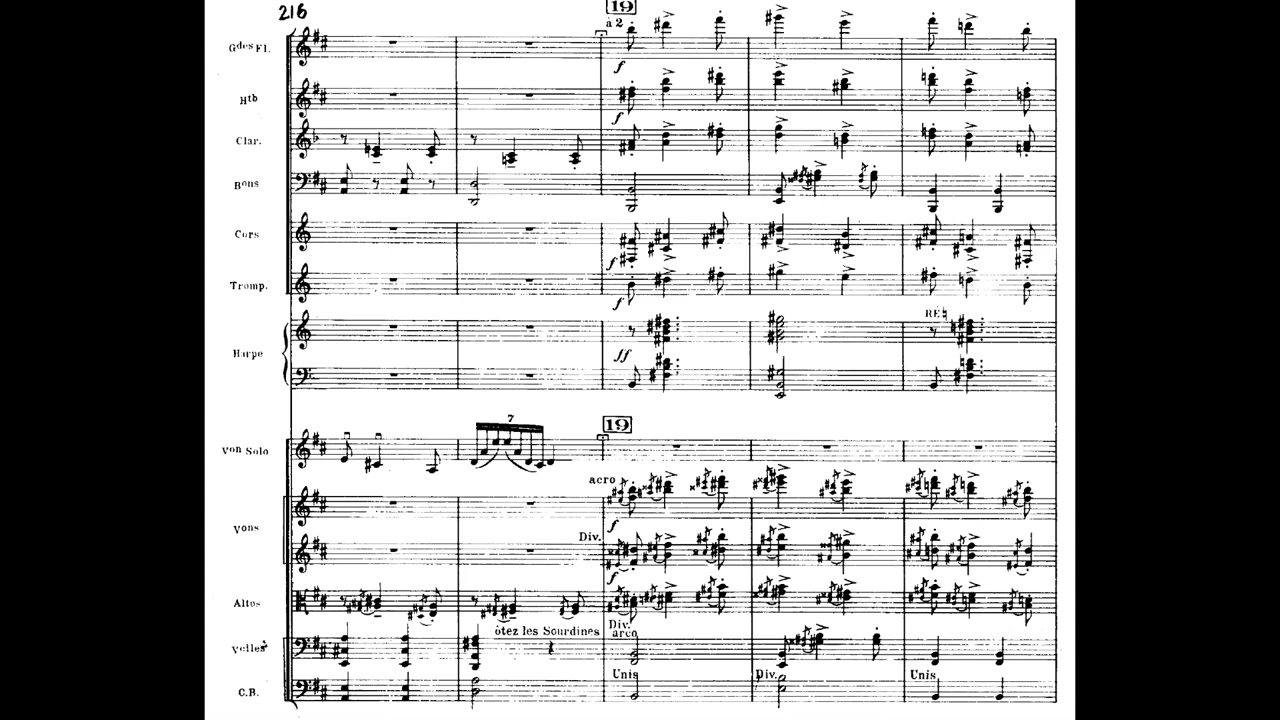 216
19
à 2
Gdes Fl.
f
Htb
f
Clar.
Bons
Cors
f
Tromp.
f
RE♮
Harpe
ff
7
19
Von Solo
acro
f
Vons
Div.
f
Altos
Div.
ôtez les Sourdines
arco
Velles
Unis
Div.
Unis
C.B.